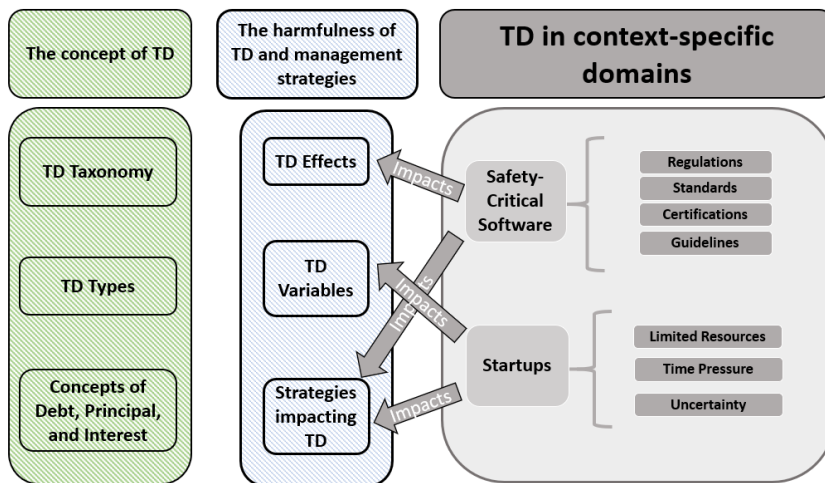 The concept of TD
The harmfulness of
TD and management
strategies
TD in context-specific
domains
TD Taxonomy
TD Types
Concepts of
Debt, Principal,
and Interest
TD Effects
TD
Variables
Strategies
impacting
TD
Impacts
Impacts
Impacts
Impacts
Safety-
Critical
Software
Startups
Regulations
Standards
Certifications
Guidelines
Limited Resources
Time Pressure
Uncertainty